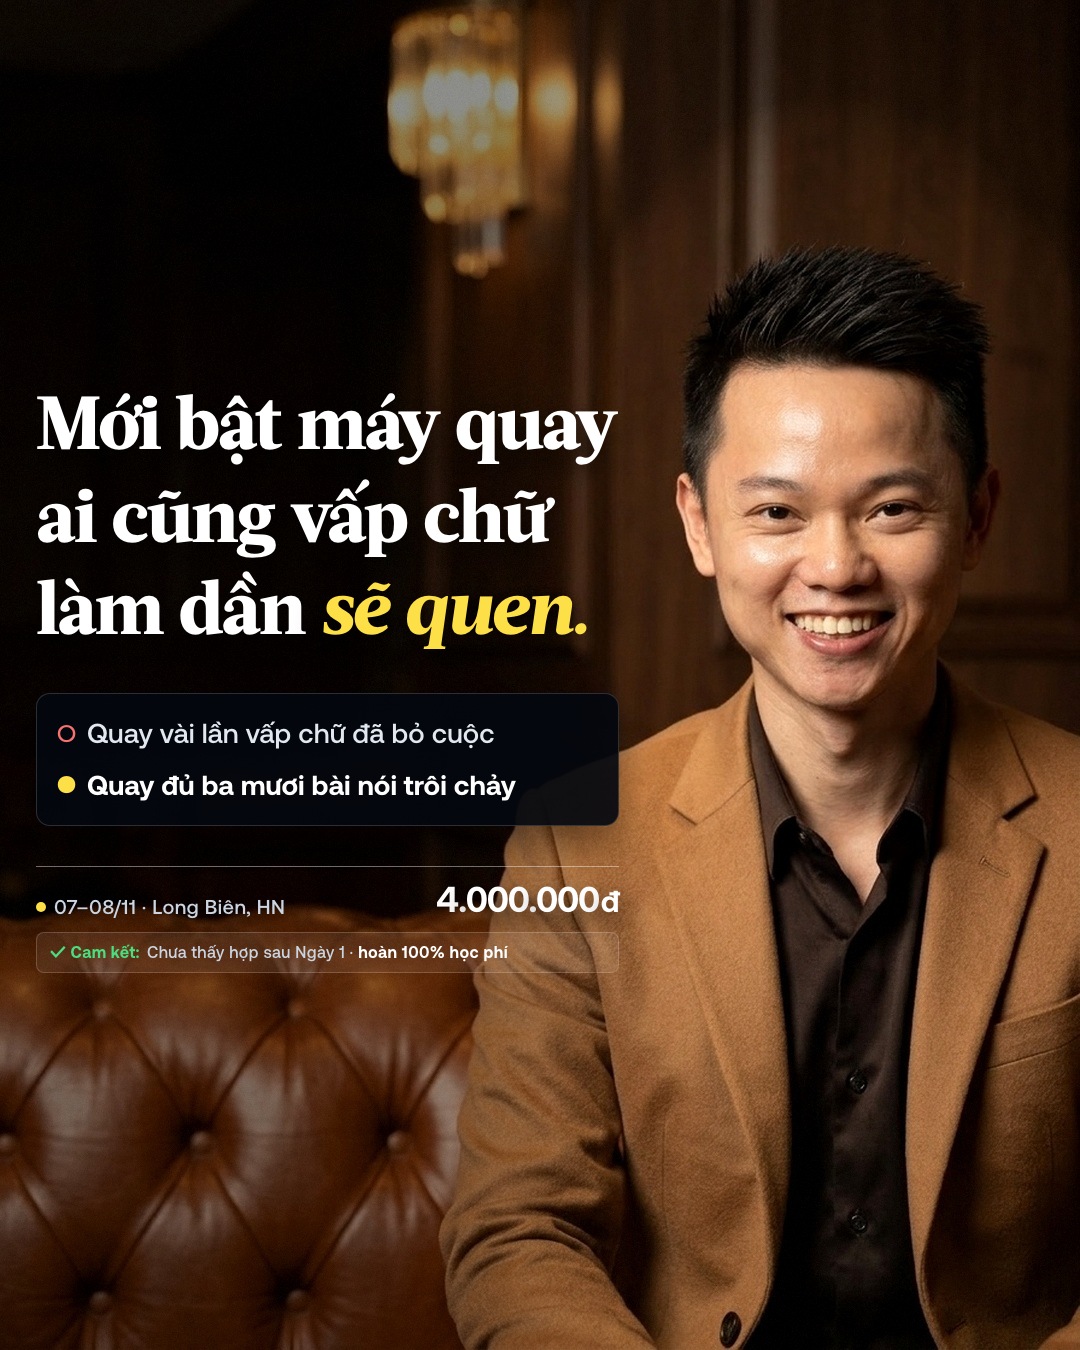 Mới bật máy quay
ai cũng vấp chữ
làm dần sẽ quen.
Quay vài lần vấp chữ đã bỏ cuộc
Quay đủ ba mươi bài nói trôi chảy
07–08/11 · Long Biên, HN
4.000.000đ
✓ Cam kết: Chưa thấy hợp sau Ngày 1 · hoàn 100% học phí